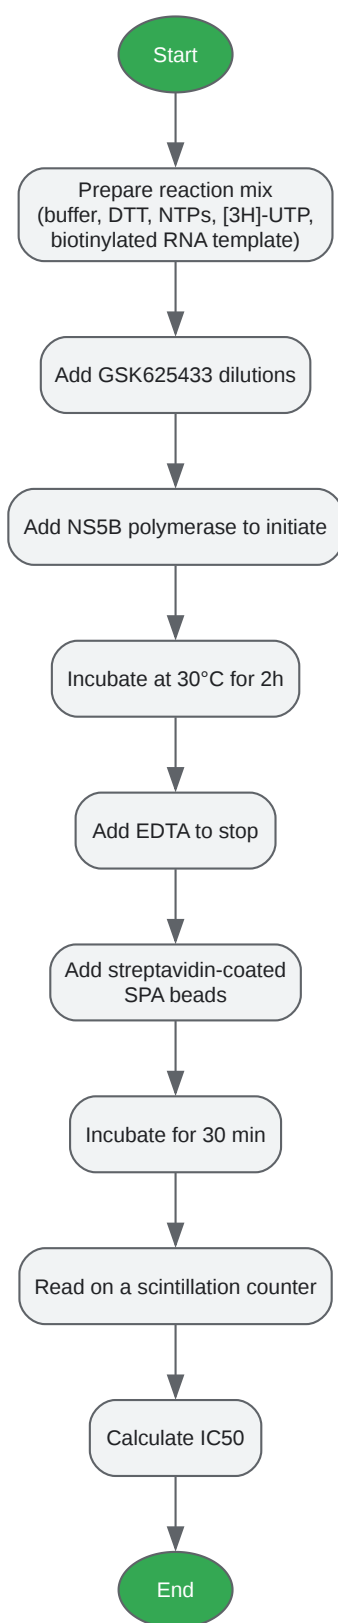 Start
Prepare reaction mix
(buffer, DTT, NTPs, [3H]-UTP,
biotinylated RNA template)
Add GSK625433 dilutions
Add NS5B polymerase to initiate
Incubate at 30°C for 2h
Add EDTA to stop
Add streptavidin-coated
SPA beads
Incubate for 30 min
Read on a scintillation counter
Calculate IC50
End